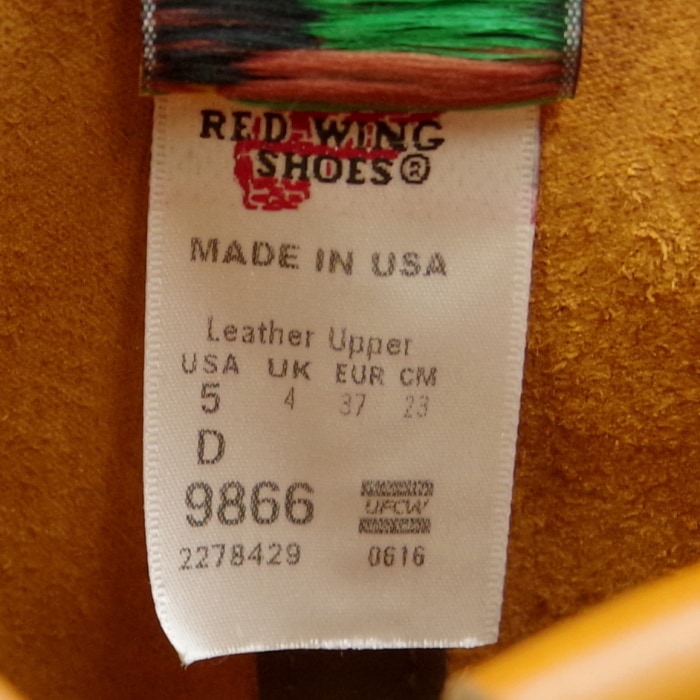 RED WING
SHOES®
MADE IN USA
Leather Upper
USA UK EUR CM
5 4 37 23
D
9866
UFCW
2278429 0616